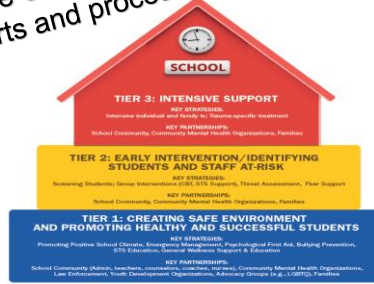 rts and proce
SCHOOL
TIER 3: INTENSIVE SUPPORT
KEY STRATEGIES:
Intensive individual and family tx; Trauma-specific treatment
KEY PARTNERSHIPS:
School Community, Community Mental Health Organizations, Families
TIER 2: EARLY INTERVENTION/IDENTIFYING
STUDENTS AND STAFF AT-RISK
KEY STRATEGIES:
Screening Students; Group Interventions (CBT, STS Support), Threat Assessment, Peer Support
KEY PARTNERSHIPS:
School Community, Community Mental Health Organizations, Families
TIER 1: CREATING SAFE ENVIRONMENT
AND PROMOTING HEALTHY AND SUCCESSFUL STUDENTS
KEY STRATEGIES:
Promoting Positive School Climate, Emergency Management, Psychological First Aid, Bullying Prevention,
STS Education, General Wellness Support & Education
KEY PARTNERSHIPS:
School Community (Admin, teachers, counselors, coaches, nurses), Community Mental Health Organizations,
Law Enforcement, Youth Development Organizations, Advocacy Groups (e.g., LGBTQ), Families